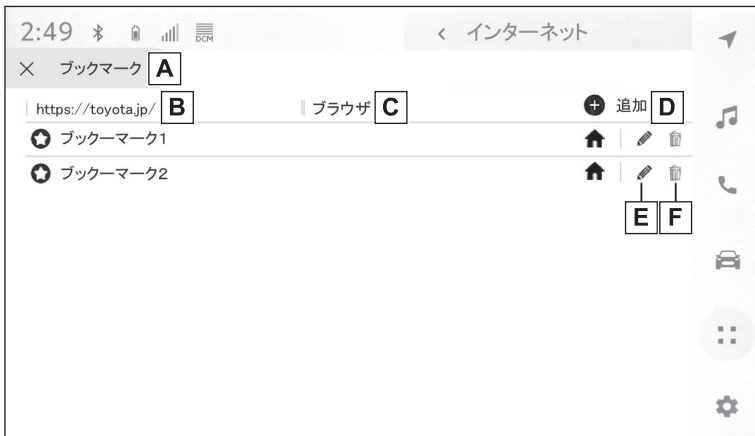 2:49 DCM < インターネット
× ブックマーク A
https://toyota.jp/ B ブラウザ C + 追加 D
ブックーマーク1
ブックーマーク2
E F